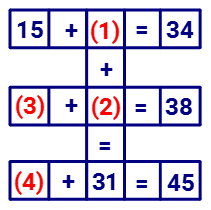 15 + (1) = 34
+
(3) + (2) = 38
=
(4) + 31 = 45